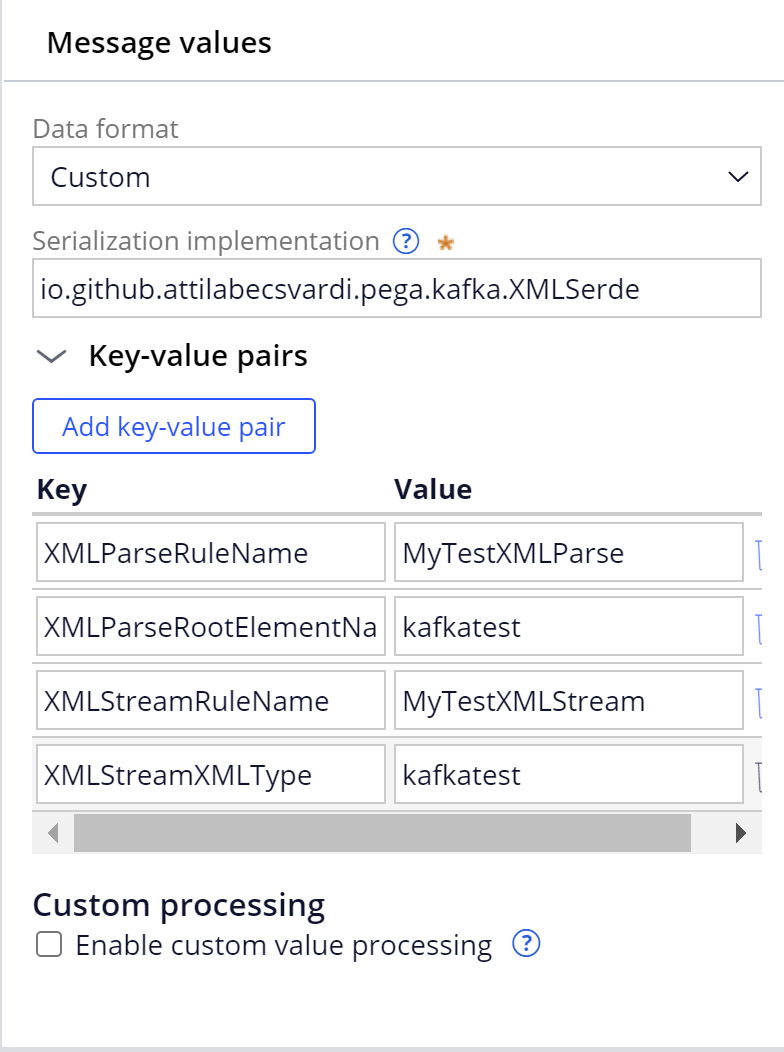 Message values
Data format
Custom
Serialization implementation ? *
io.github.attilabecsvardi.pega.kafka.XMLSerde
Key-value pairs
Add key-value pair
Key Value
XMLParseRuleName MyTestXMLParse
XMLParseRootElementNa kafkatest
XMLStreamRuleName MyTestXMLStream
XMLStreamXMLType kafkatest
Custom processing
Enable custom value processing ?